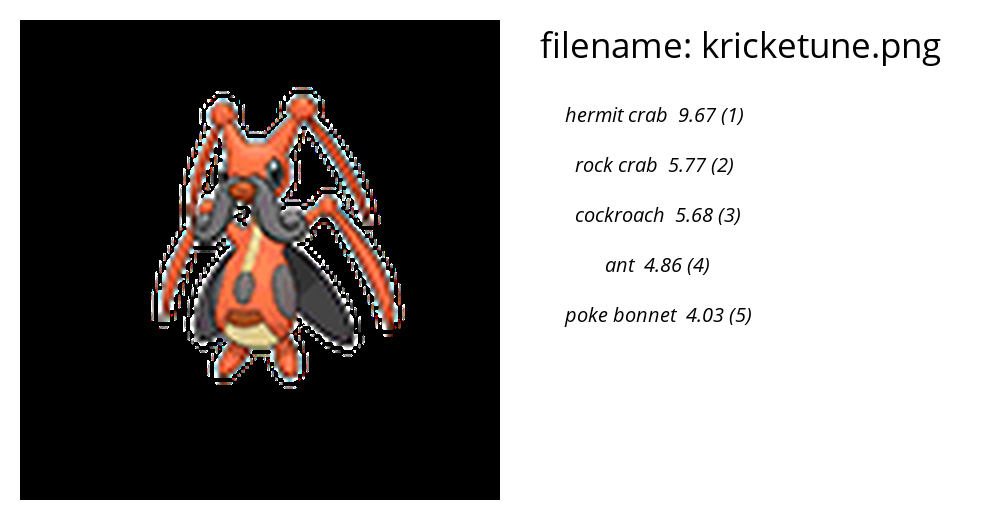 filename: kricketune.png
hermit crab 9.67 (1)
rock crab 5.77 (2)
cockroach 5.68 (3)
ant 4.86 (4)
poke bonnet 4.03 (5)